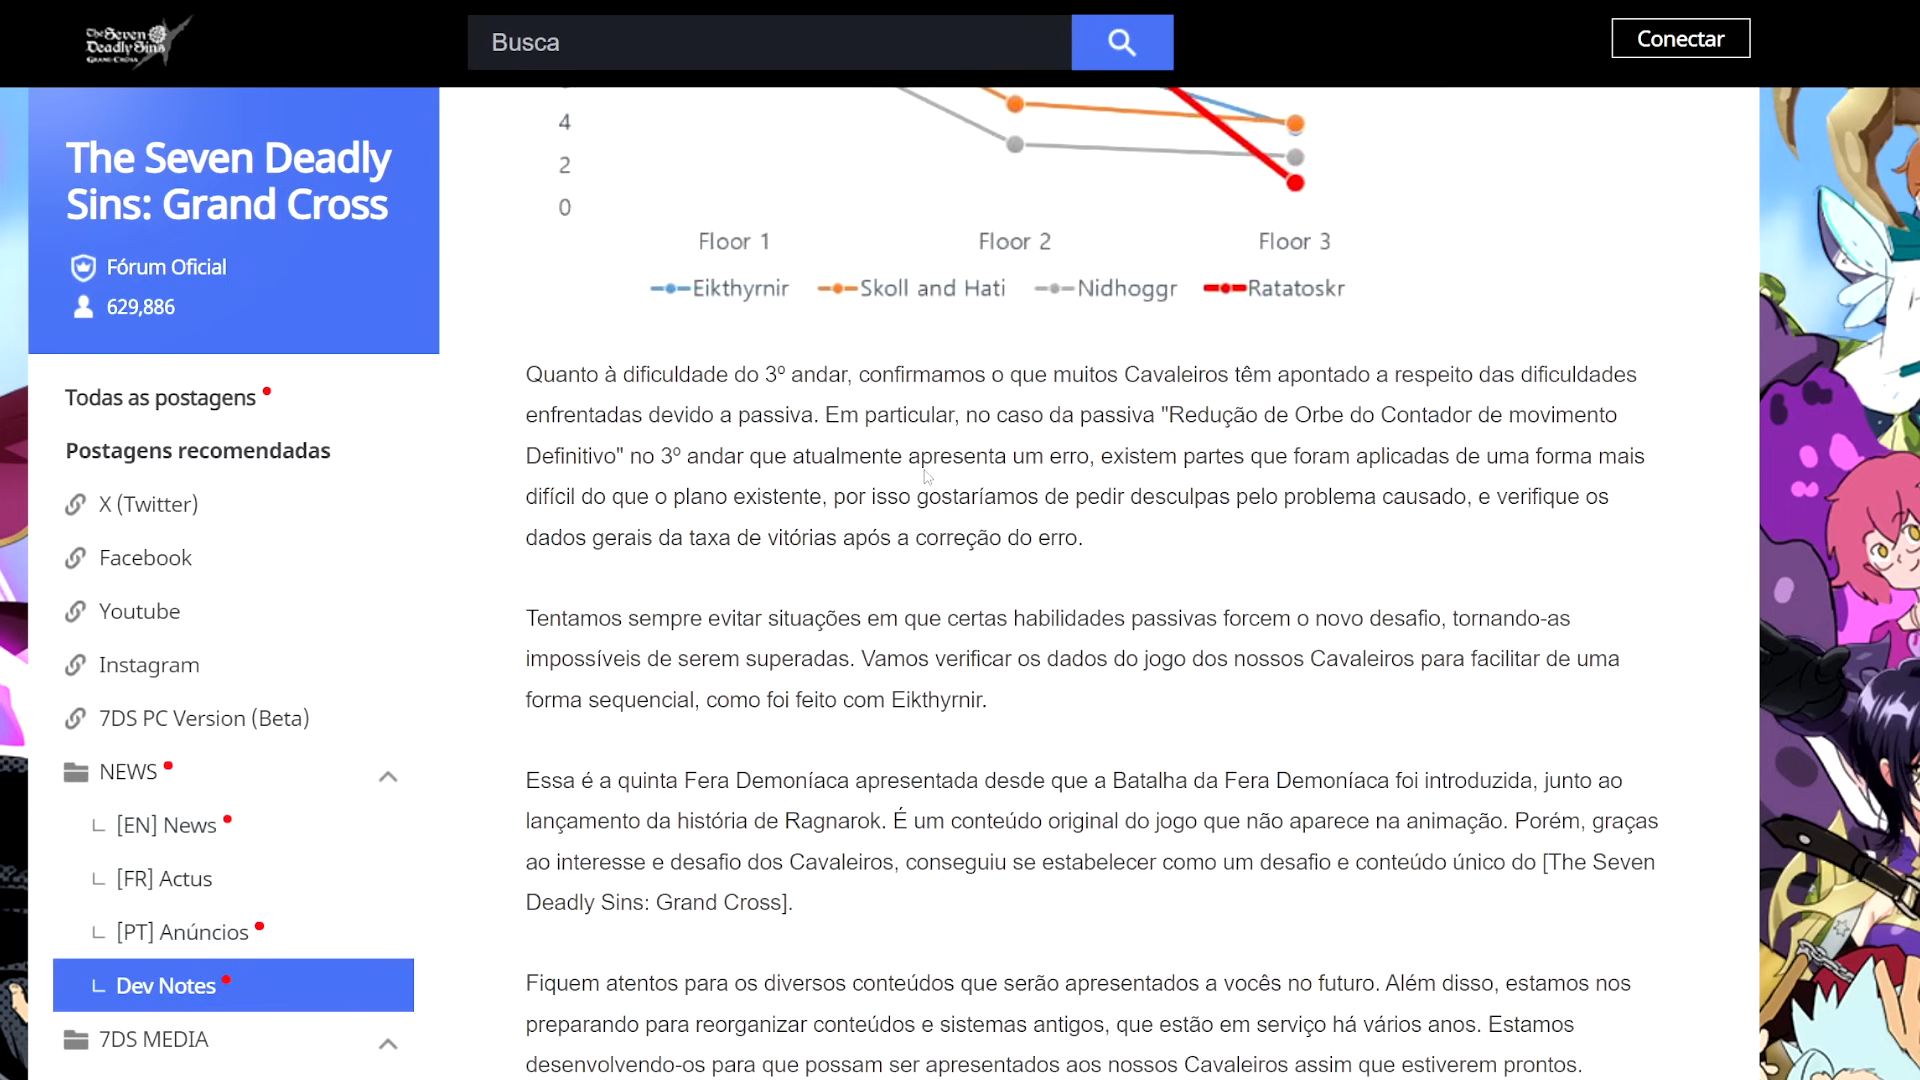 The Seven
Deadly Sins
GRAND CROSS
Busca
Conectar
The Seven Deadly
Sins: Grand Cross
Fórum Oficial
629,886
Todas as postagens
Postagens recomendadas
X (Twitter)
Facebook
Youtube
Instagram
7DS PC Version (Beta)
NEWS
[EN] News
[FR] Actus
[PT] Anúncios
Dev Notes
7DS MEDIA
4
2
0
Floor 1 Floor 2 Floor 3
Eikthyrnir Skoll and Hati Nidhoggr Ratatoskr
Quanto à dificuldade do 3º andar, confirmamos o que muitos Cavaleiros têm apontado a respeito das dificuldades
enfrentadas devido a passiva. Em particular, no caso da passiva "Redução de Orbe do Contador de movimento
Definitivo" no 3º andar que atualmente apresenta um erro, existem partes que foram aplicadas de uma forma mais
difícil do que o plano existente, por isso gostaríamos de pedir desculpas pelo problema causado, e verifique os
dados gerais da taxa de vitórias após a correção do erro.
Tentamos sempre evitar situações em que certas habilidades passivas forcem o novo desafio, tornando-as
impossíveis de serem superadas. Vamos verificar os dados do jogo dos nossos Cavaleiros para facilitar de uma
forma sequencial, como foi feito com Eikthyrnir.
Essa é a quinta Fera Demoníaca apresentada desde que a Batalha da Fera Demoníaca foi introduzida, junto ao
lançamento da história de Ragnarok. É um conteúdo original do jogo que não aparece na animação. Porém, graças
ao interesse e desafio dos Cavaleiros, conseguiu se estabelecer como um desafio e conteúdo único do [The Seven
Deadly Sins: Grand Cross].
Fiquem atentos para os diversos conteúdos que serão apresentados a vocês no futuro. Além disso, estamos nos
preparando para reorganizar conteúdos e sistemas antigos, que estão em serviço há vários anos. Estamos
desenvolvendo-os para que possam ser apresentados aos nossos Cavaleiros assim que estiverem prontos.